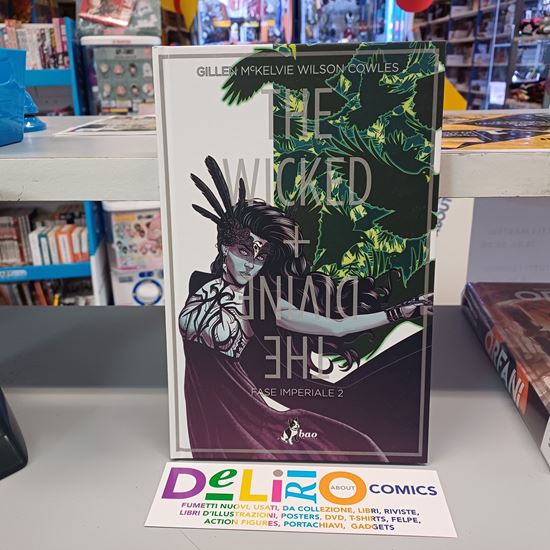 GILLEN McKELVIE WILSON COWLES
THE
WICKED
+
DIVINE
THE
FASE IMPERIALE 2
bao
ORFANI
DELIRIO ABOUT COMICS
FUMETTI NUOVI, USATI, DA COLLEZIONE, LIBRI, RIVISTE,
LIBRI D'ILLUSTRAZIONI, POSTERS, DVD, T-SHIRTS, FELPE,
ACTION FIGURES, PORTACHIAVI, GADGETS